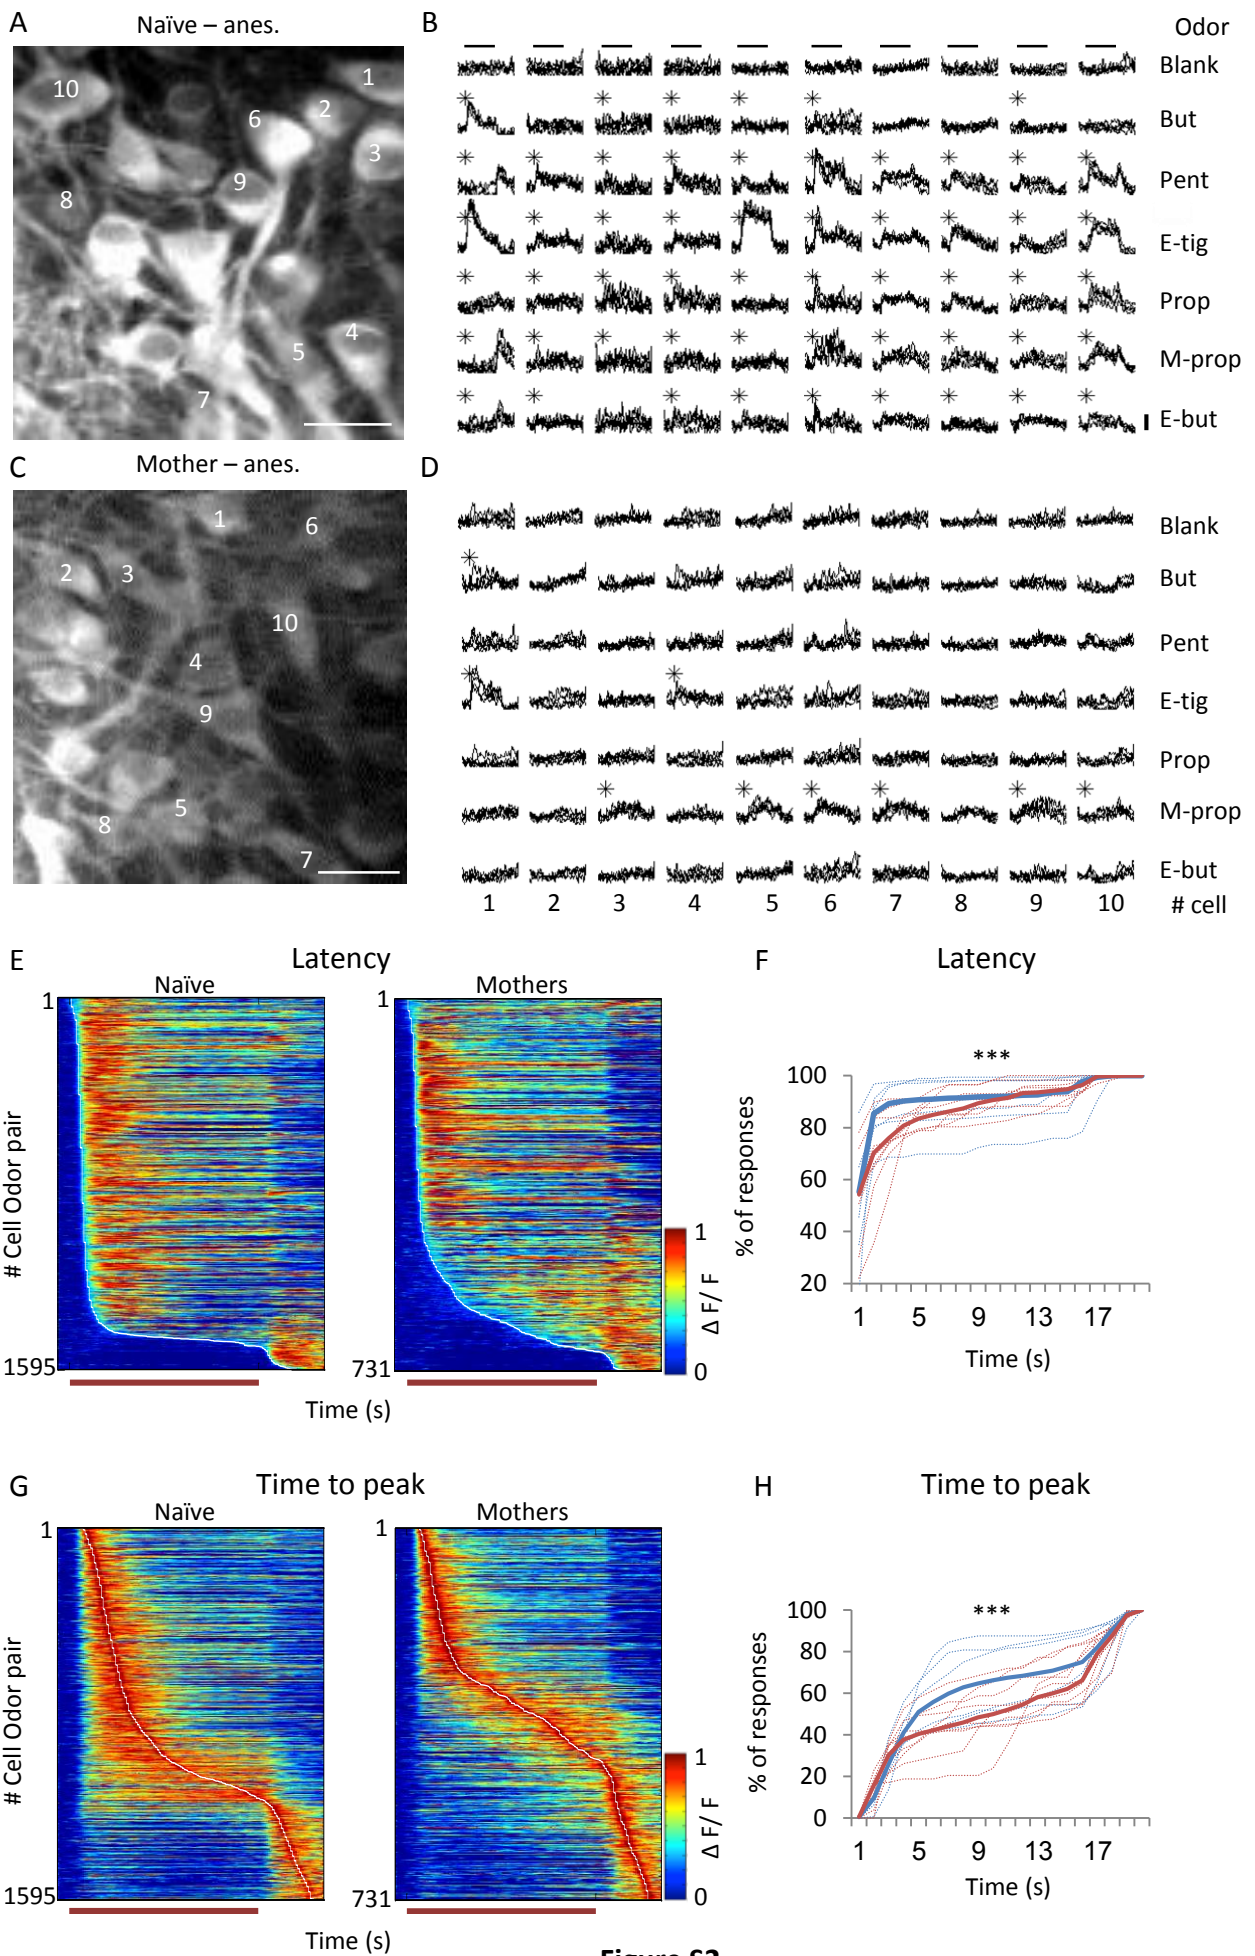 A Naïve – anes.
1
2
3
4
5
6
7
8
9
10
B Odor
Blank
But
Pent
E-tig
Prop
M-prop
E-but
C Mother – anes.
1
2
3
4
5
6
7
8
9
10
D
Blank
But
Pent
E-tig
Prop
M-prop
E-but
1 2 3 4 5 6 7 8 9 10 # cell
E Latency
Naïve Mothers
# Cell Odor pair
1
1595
1
731
1
0
Δ F/ F
Time (s)
F Latency
***
% of responses
100
80
60
40
20
1 5 9 13 17
Time (s)
G Time to peak
Naïve Mothers
# Cell Odor pair
1
1595
1
731
1
0
Δ F/ F
Time (s)
H Time to peak
***
% of responses
100
80
60
40
20
0
1 5 9 13 17
Time (s)